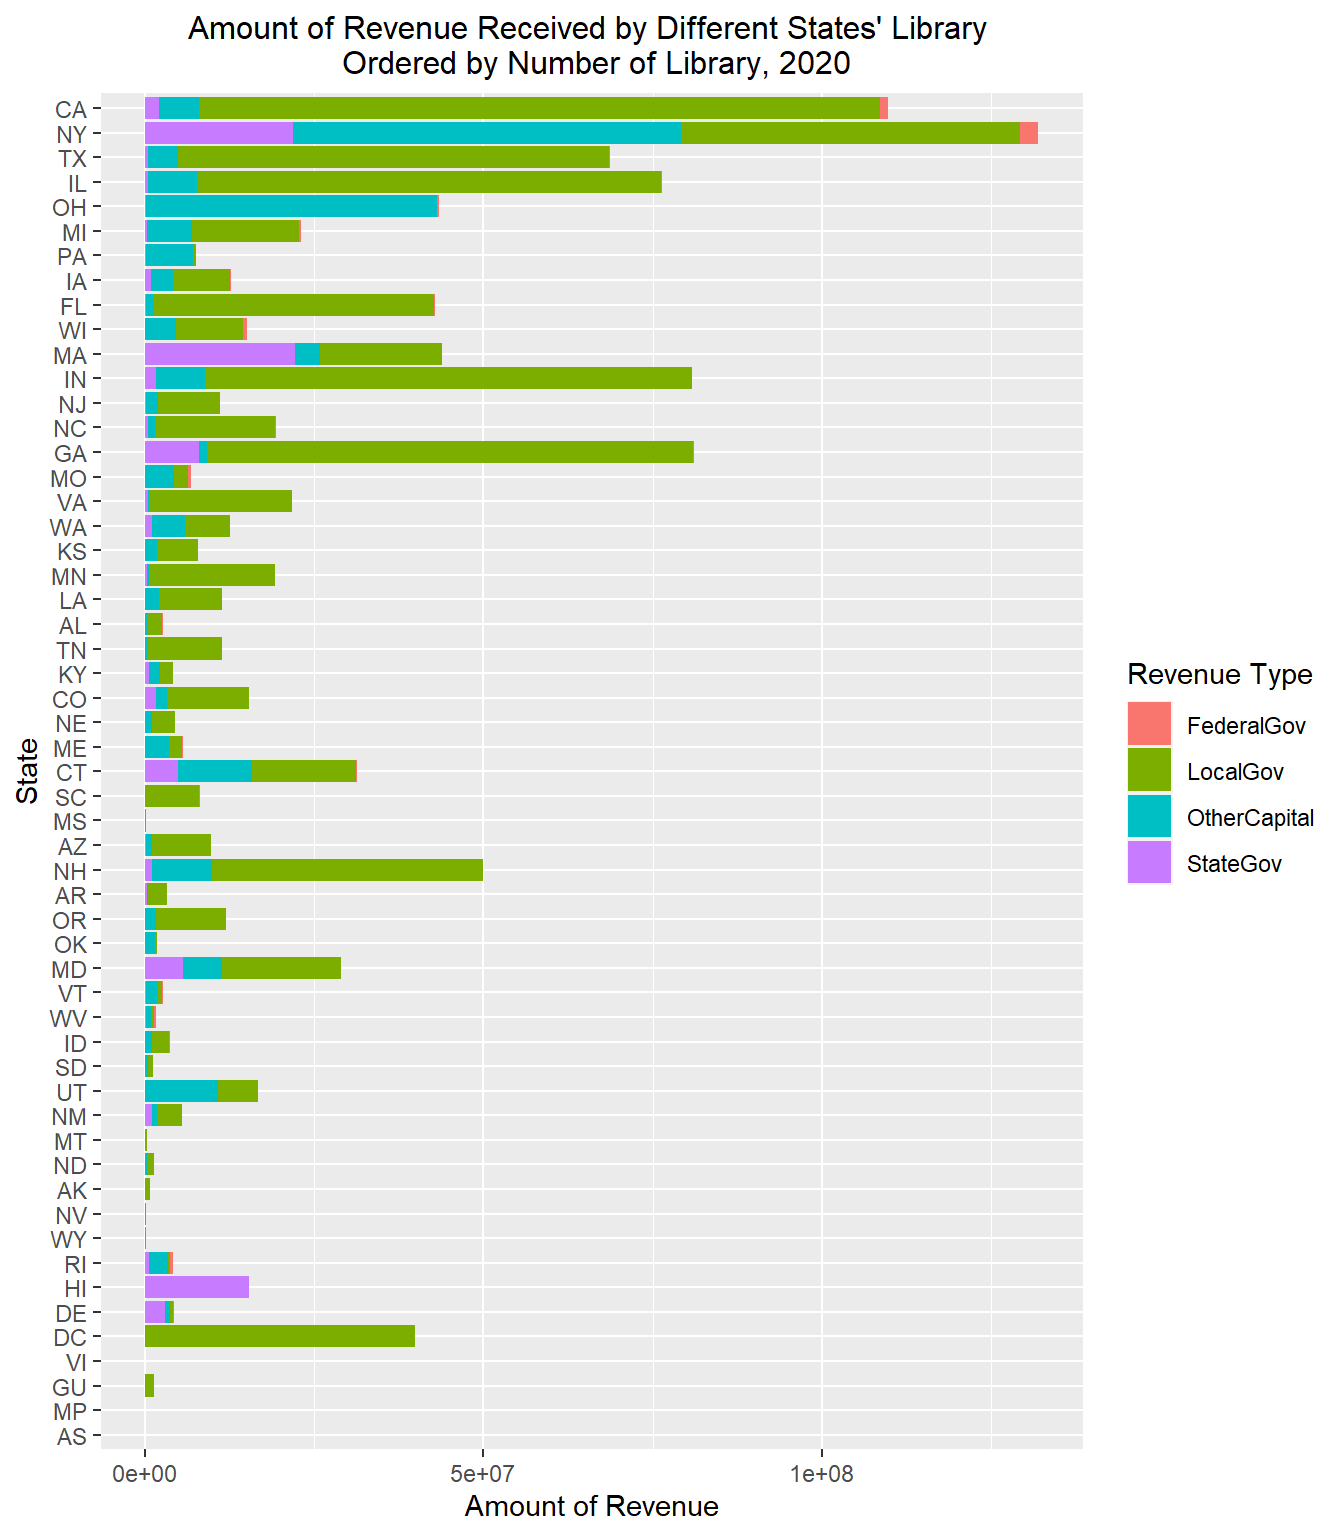 Amount of Revenue Received by Different States' Library
Ordered by Number of Library, 2020
CA
NY
TX
IL
OH
MI
PA
IA
FL
WI
MA
IN
NJ
NC
GA
MO
VA
WA
KS
MN
LA
AL
TN
KY
CO
NE
ME
CT
SC
MS
AZ
NH
AR
OR
OK
MD
VT
WV
ID
SD
UT
NM
MT
ND
AK
NV
WY
RI
HI
DE
DC
VI
GU
MP
AS
State
0e+00
5e+07
1e+08
Amount of Revenue
Revenue Type
FederalGov
LocalGov
OtherCapital
StateGov